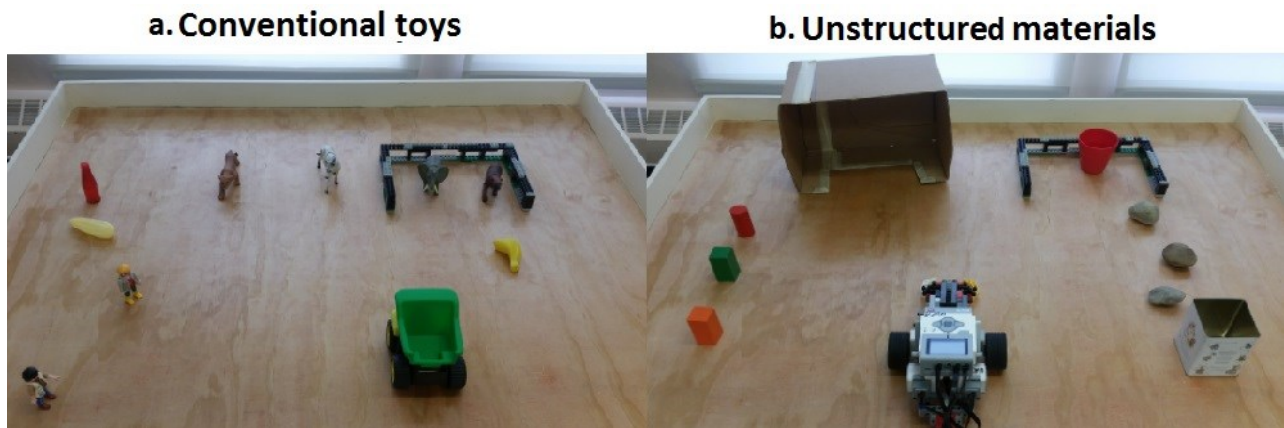 a. Conventional toys
b. Unstructured materials